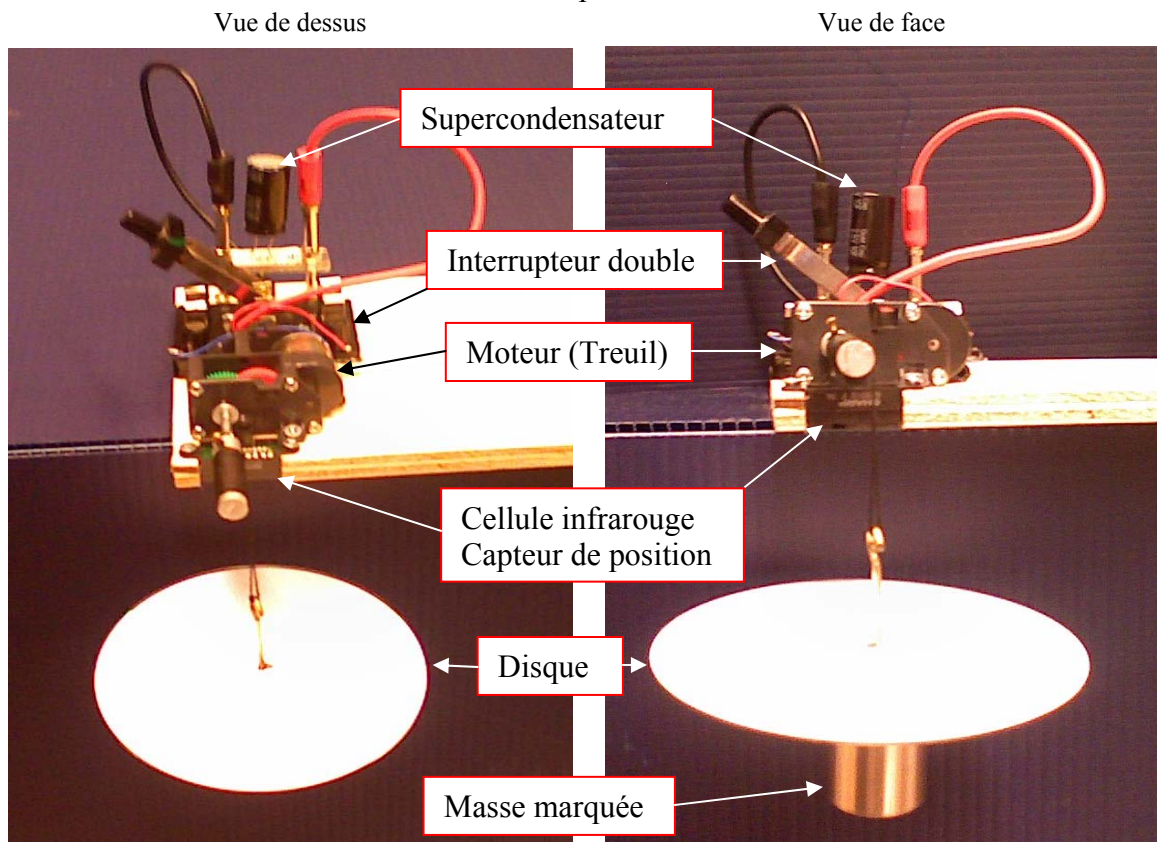 Vue de dessus
Vue de face
Supercondensateur
Interrupteur double
Moteur (Treuil)
Cellule infrarouge
Capteur de position
Disque
Masse marquée